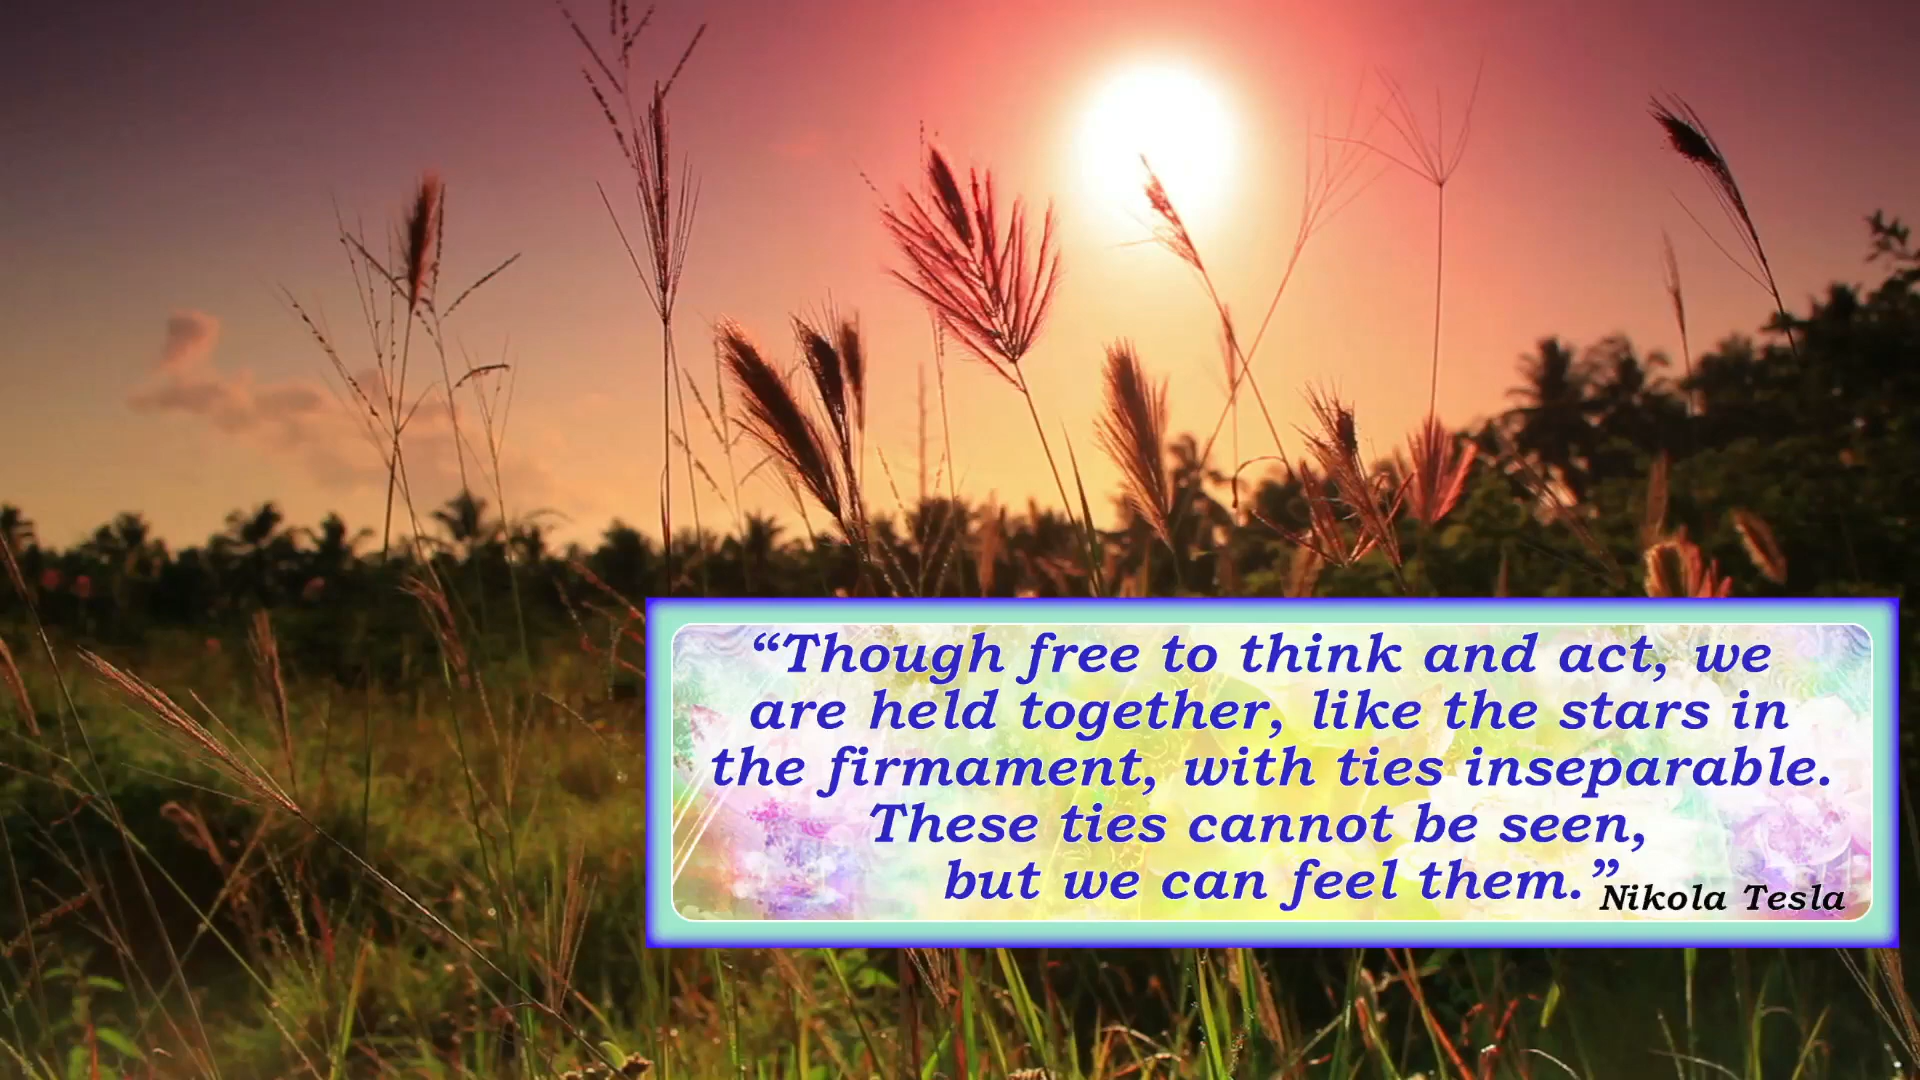 “Though free to think and act, we
are held together, like the stars in
the firmament, with ties inseparable.
These ties cannot be seen,
but we can feel them.”
Nikola Tesla